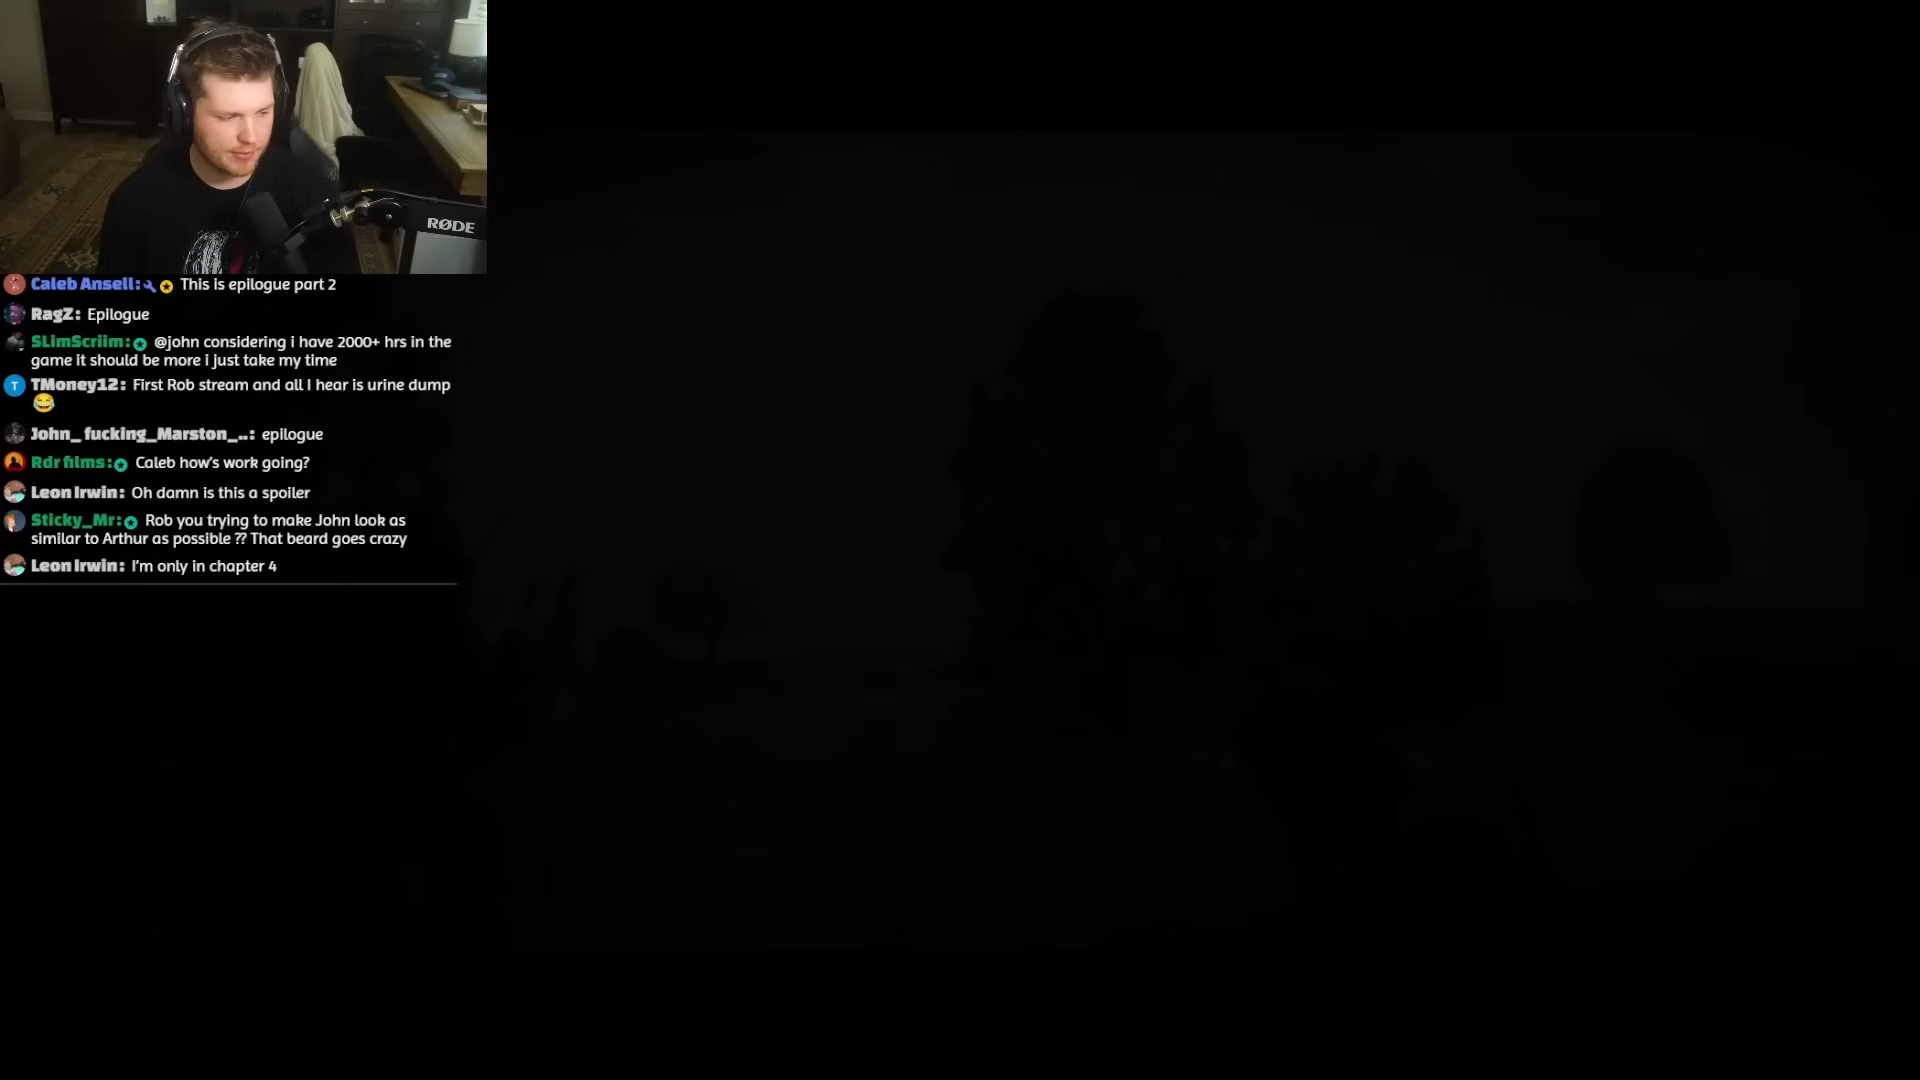 RØDE
Caleb Ansell: This is epilogue part 2
RagZ: Epilogue
SLimScriim: @john considering i have 2000+ hrs in the
game it should be more i just take my time
T TMoney12: First Rob stream and all I hear is urine dump
😂
John_ fucking_Marston_..: epilogue
Rdr films: Caleb how's work going?
Leon Irwin: Oh damn is this a spoiler
Sticky_Mr: Rob you trying to make John look as
similar to Arthur as possible ?? That beard goes crazy
Leon Irwin: I'm only in chapter 4